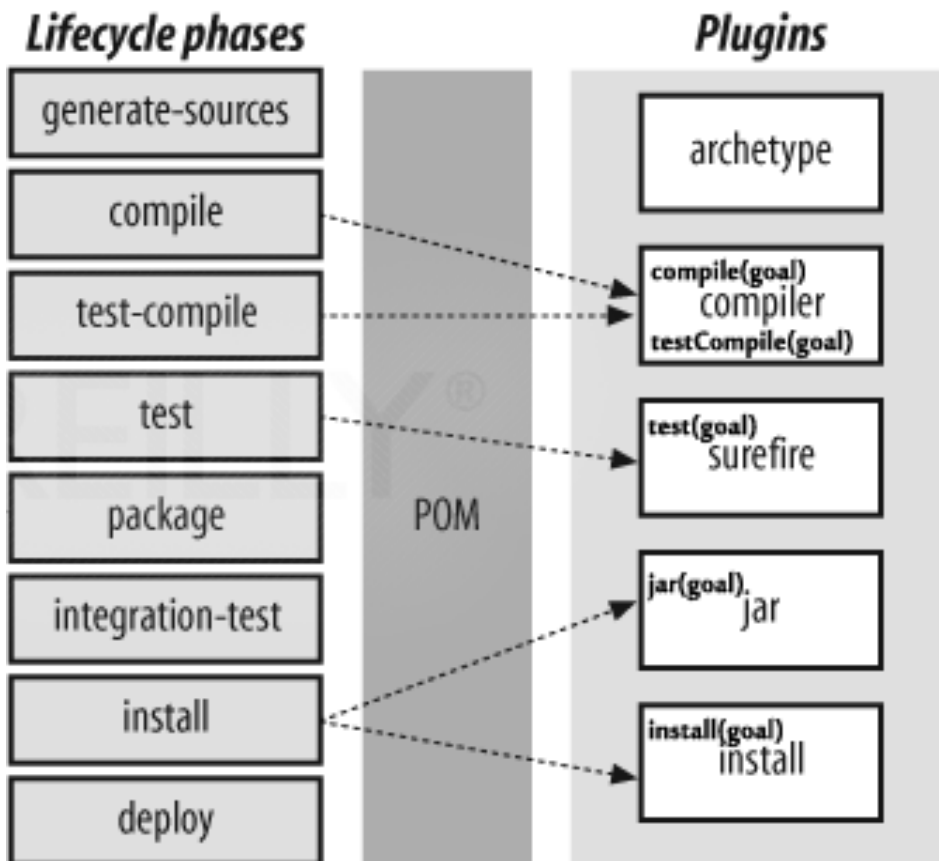 Lifecycle phases
generate-sources
compile
test-compile
test
package
integration-test
install
deploy
POM
Plugins
archetype
compile(goal)
compiler
testCompile(goal)
test(goal)
surefire
jar(goal)
jar
install(goal)
install
REILLY®